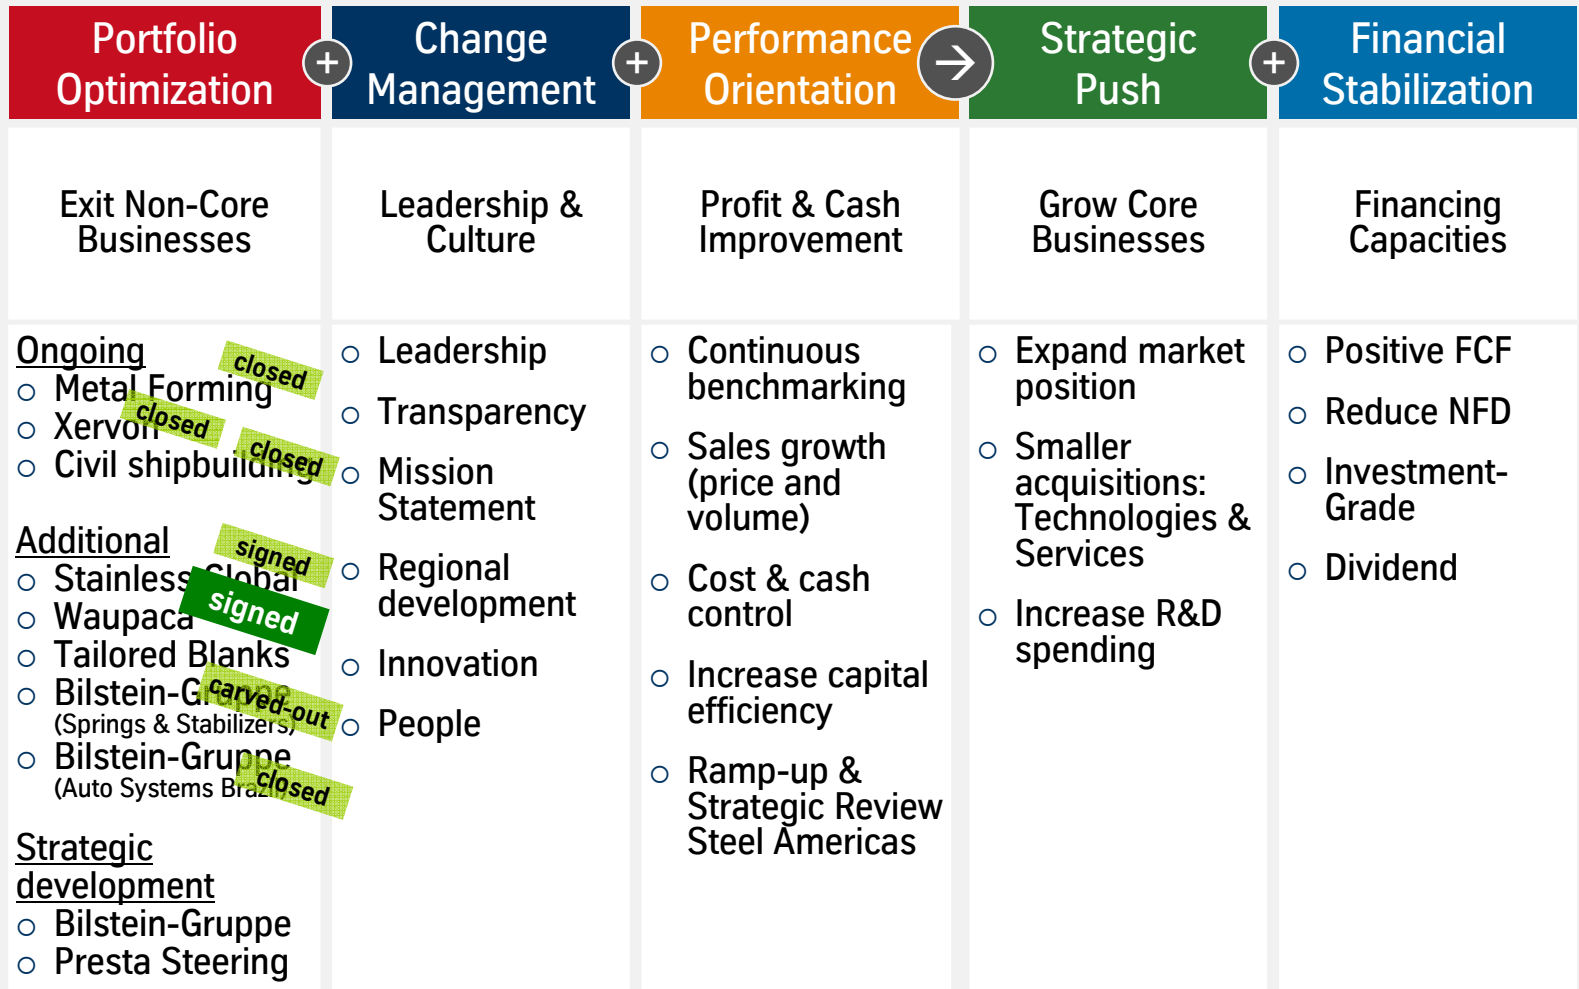 Portfolio
Optimization
+
Change
Management
+
Performance
Orientation
→
Strategic
Push
+
Financial
Stabilization
Exit Non-Core
Businesses
Leadership &
Culture
Profit & Cash
Improvement
Grow Core
Businesses
Financing
Capacities
Ongoing
Metal Forming
closed
Xervon
closed
Civil shipbuilding
closed
Additional
Stainless Global
signed
Waupaca
signed
Tailored Blanks
Bilstein-Gruppe
(Springs & Stabilizers)
carved-out
Bilstein-Gruppe
(Auto Systems Brazil)
closed
Strategic
development
Bilstein-Gruppe
Presta Steering
Leadership
Transparency
Mission
Statement
Regional
development
Innovation
People
Continuous
benchmarking
Sales growth
(price and
volume)
Cost & cash
control
Increase capital
efficiency
Ramp-up &
Strategic Review
Steel Americas
Expand market
position
Smaller
acquisitions:
Technologies &
Services
Increase R&D
spending
Positive FCF
Reduce NFD
Investment-
Grade
Dividend